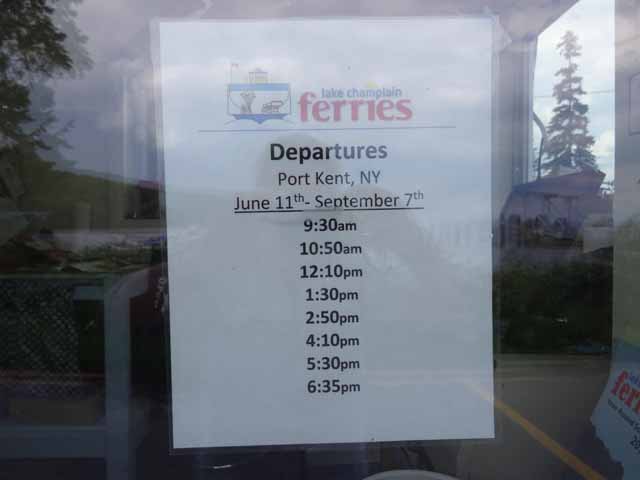 lake champlain
ferries
Departures
Port Kent, NY
June 11th- September 7th
9:30am
10:50am
12:10pm
1:30pm
2:50pm
4:10pm
5:30pm
6:35pm